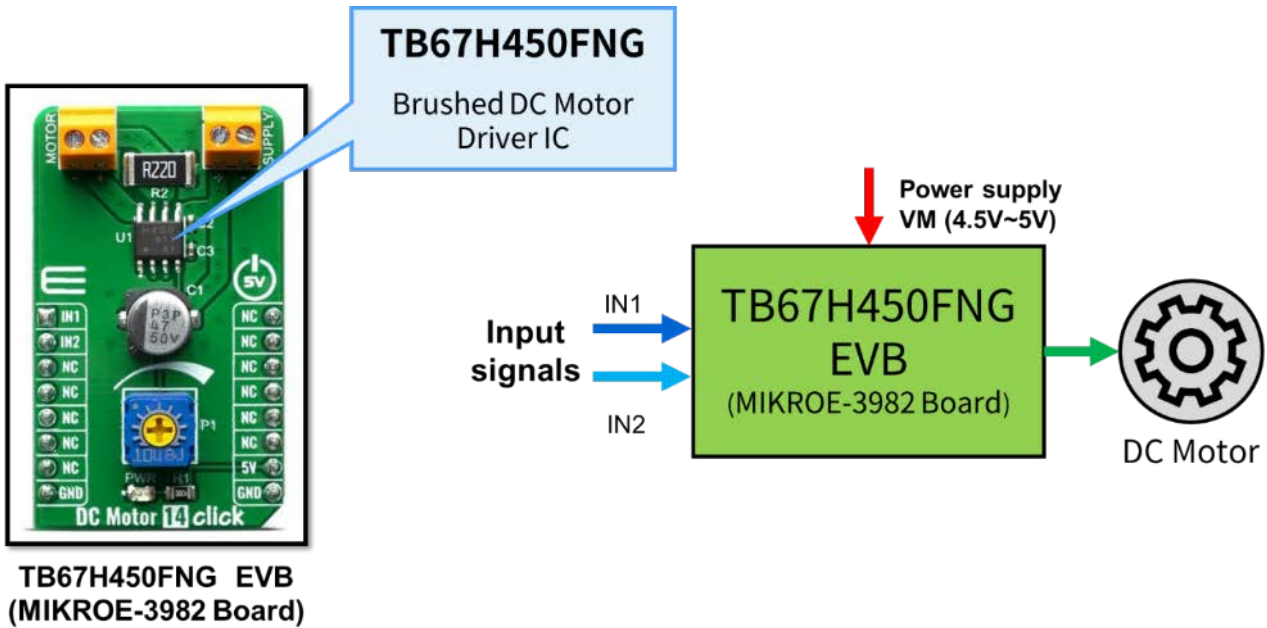 TB67H450FNG
Brushed DC Motor
Driver IC
MOTOR
SUPPLY
R220
R2
U1
C2
C3
C1
5V
P3P
47
50V
IN1
IN2
NC
NC
NC
NC
NC
GND
NC
NC
NC
NC
NC
NC
5V
GND
P1
104BJ
PWR
R1
DC Motor 14 click
TB67H450FNG EVB
(MIKROE-3982 Board)
Power supply
VM (4.5V~5V)
Input
signals
IN1
IN2
TB67H450FNG
EVB
(MIKROE-3982 Board)
DC Motor